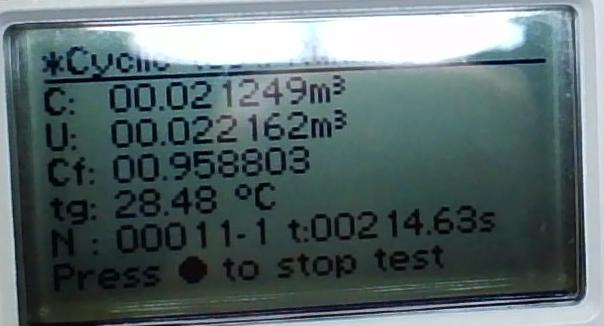 *Cyclic
C: 00.021249m³
U: 00.022162m³
Cf: 00.958803
tg: 28.48 °C
N : 00011-1 t:00214.63s
Press ● to stop test